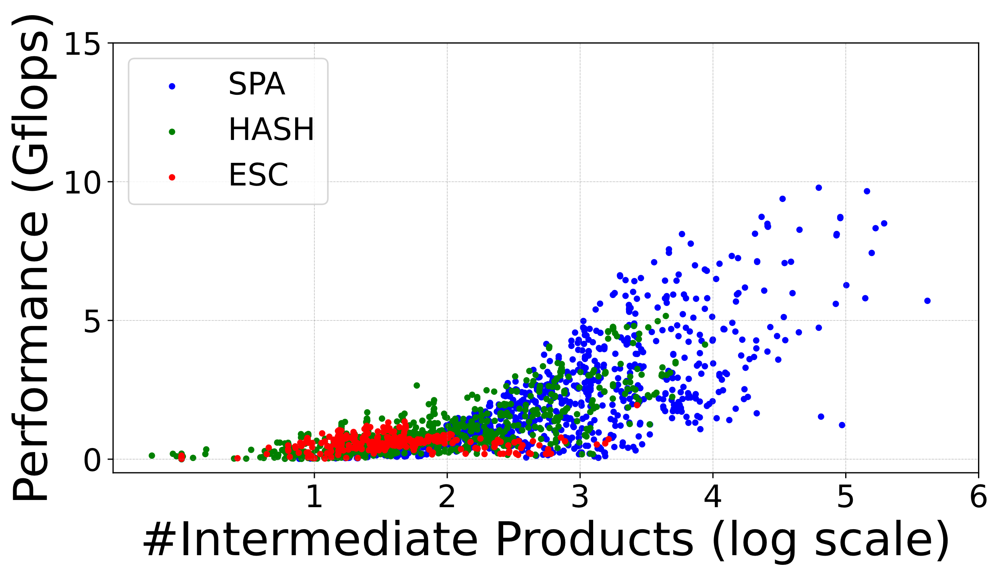 Performance (Gflops)
15
10
5
0
SPA
HASH
ESC
1 2 3 4 5 6
#Intermediate Products (log scale)